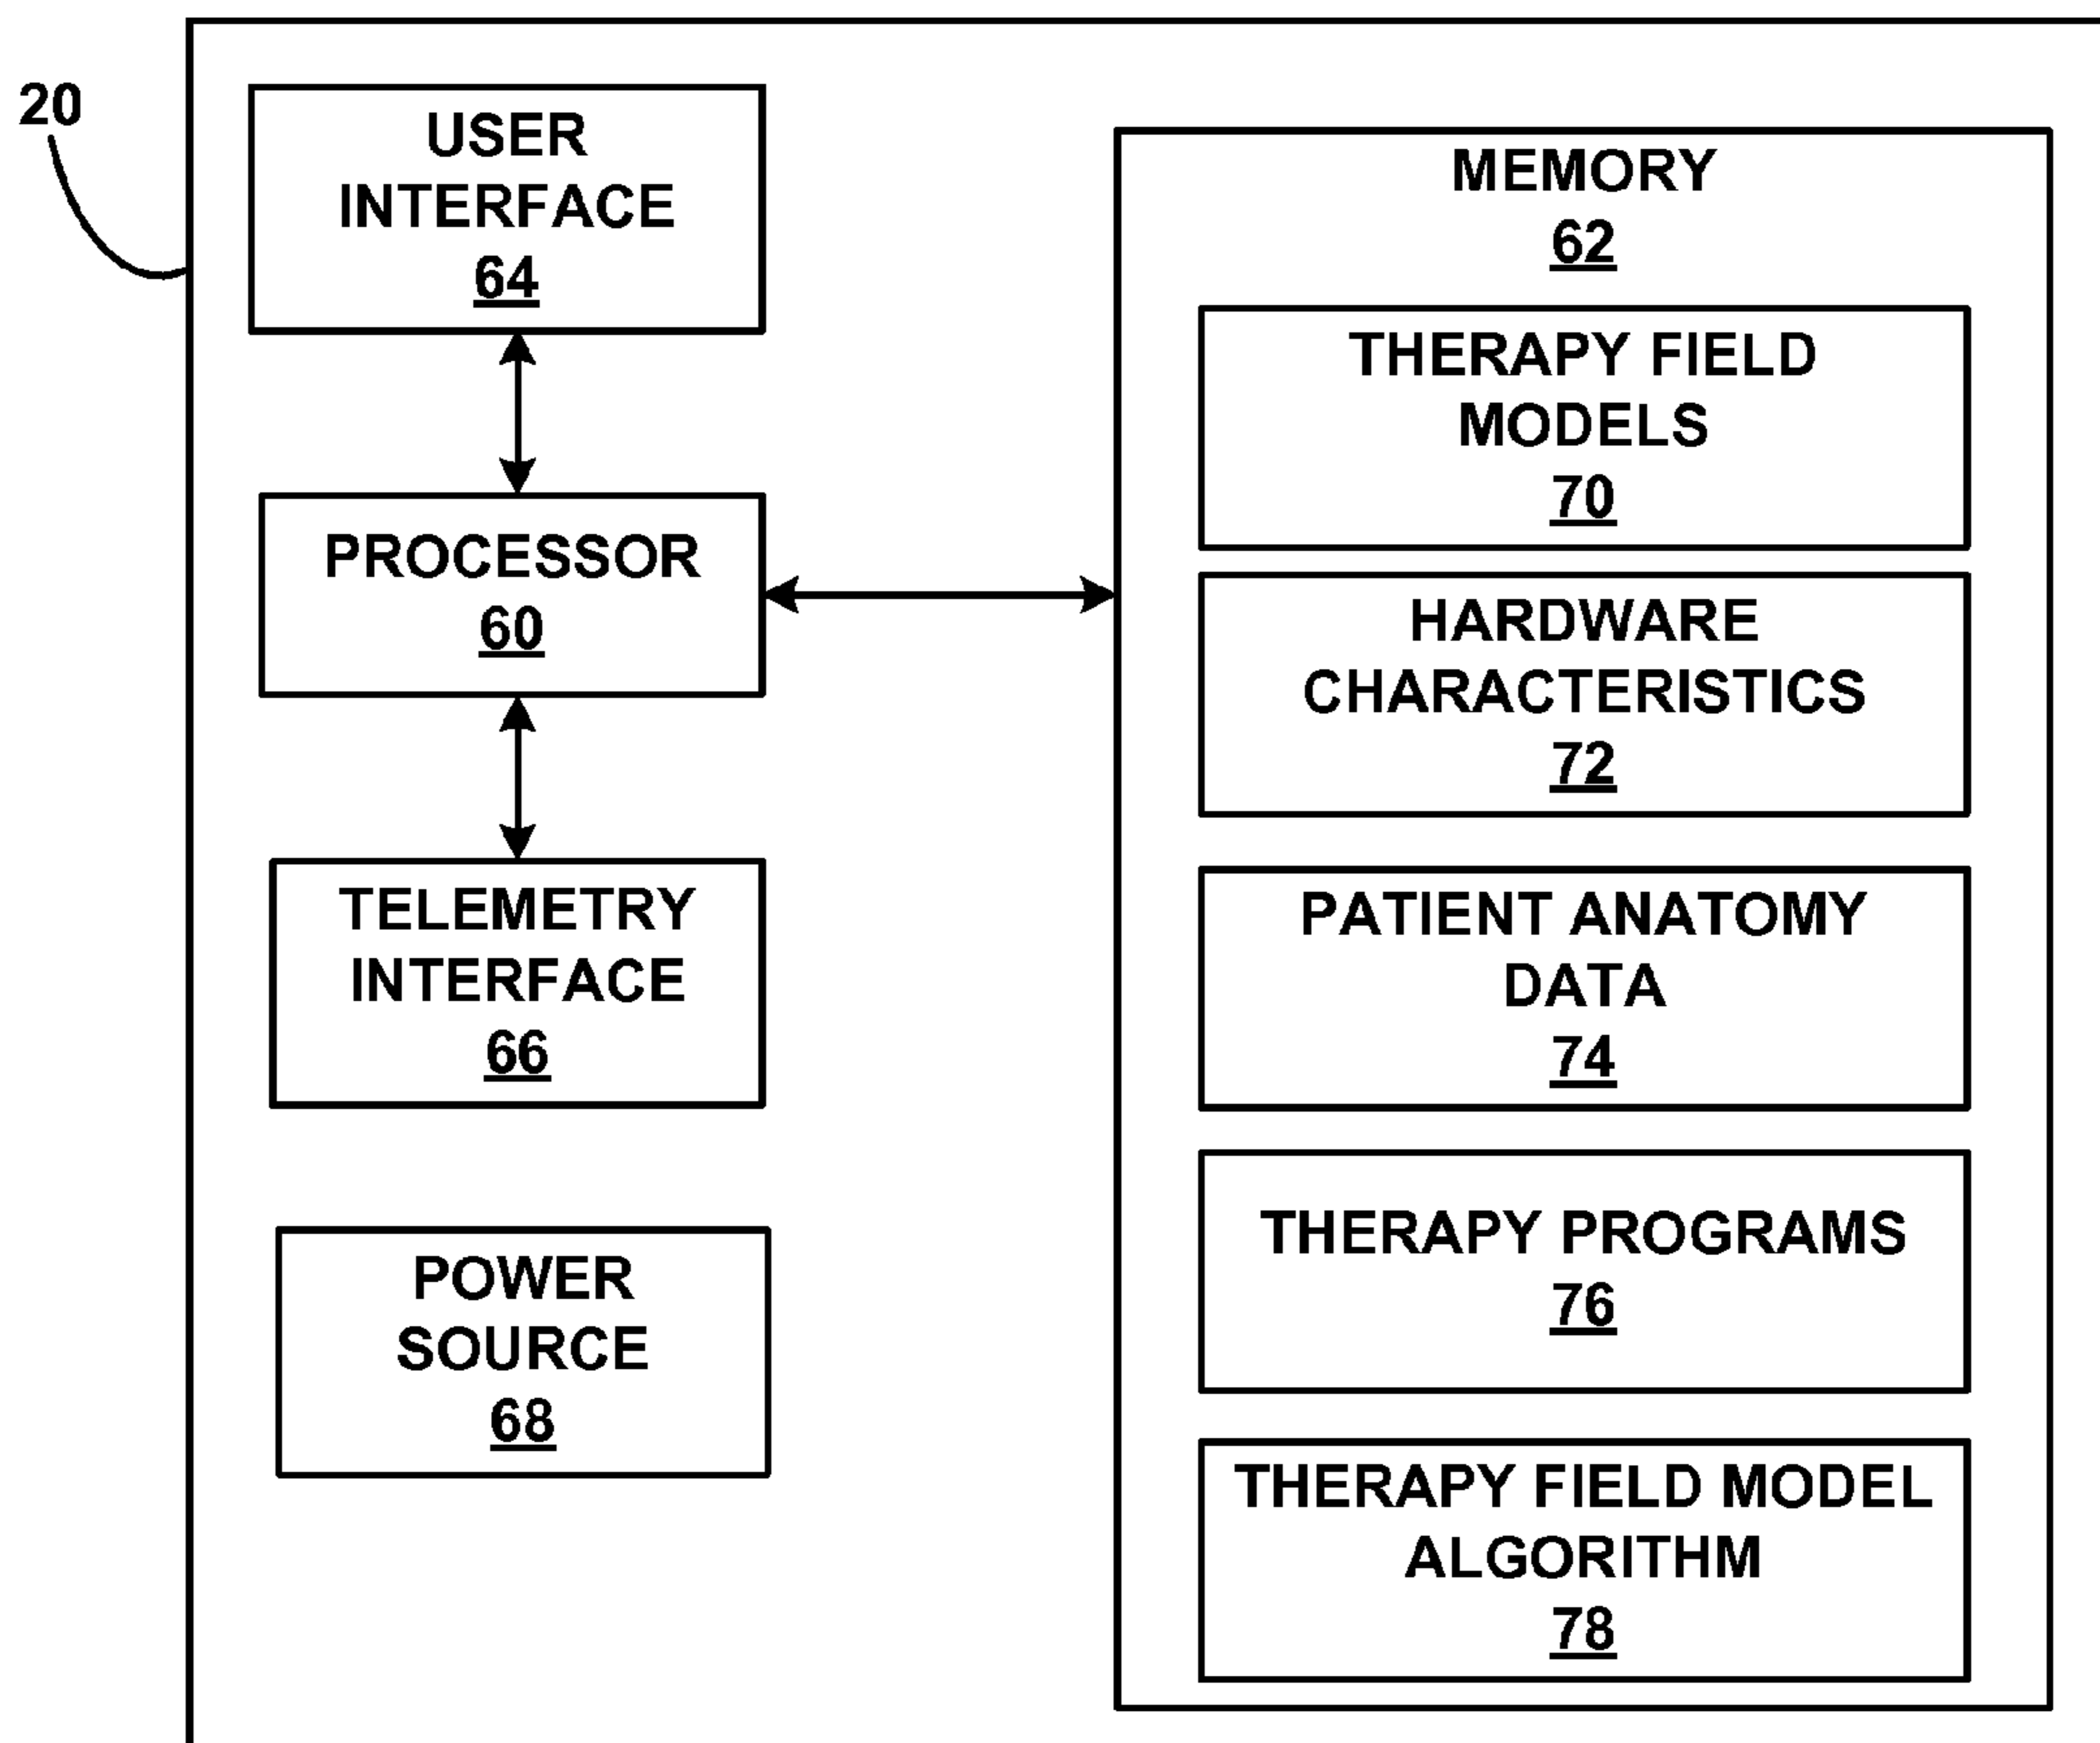 20
USER
INTERFACE
64
PROCESSOR
60
TELEMETRY
INTERFACE
66
POWER
SOURCE
68
MEMORY
62
THERAPY FIELD
MODELS
70
HARDWARE
CHARACTERISTICS
72
PATIENT ANATOMY
DATA
74
THERAPY PROGRAMS
76
THERAPY FIELD MODEL
ALGORITHM
78